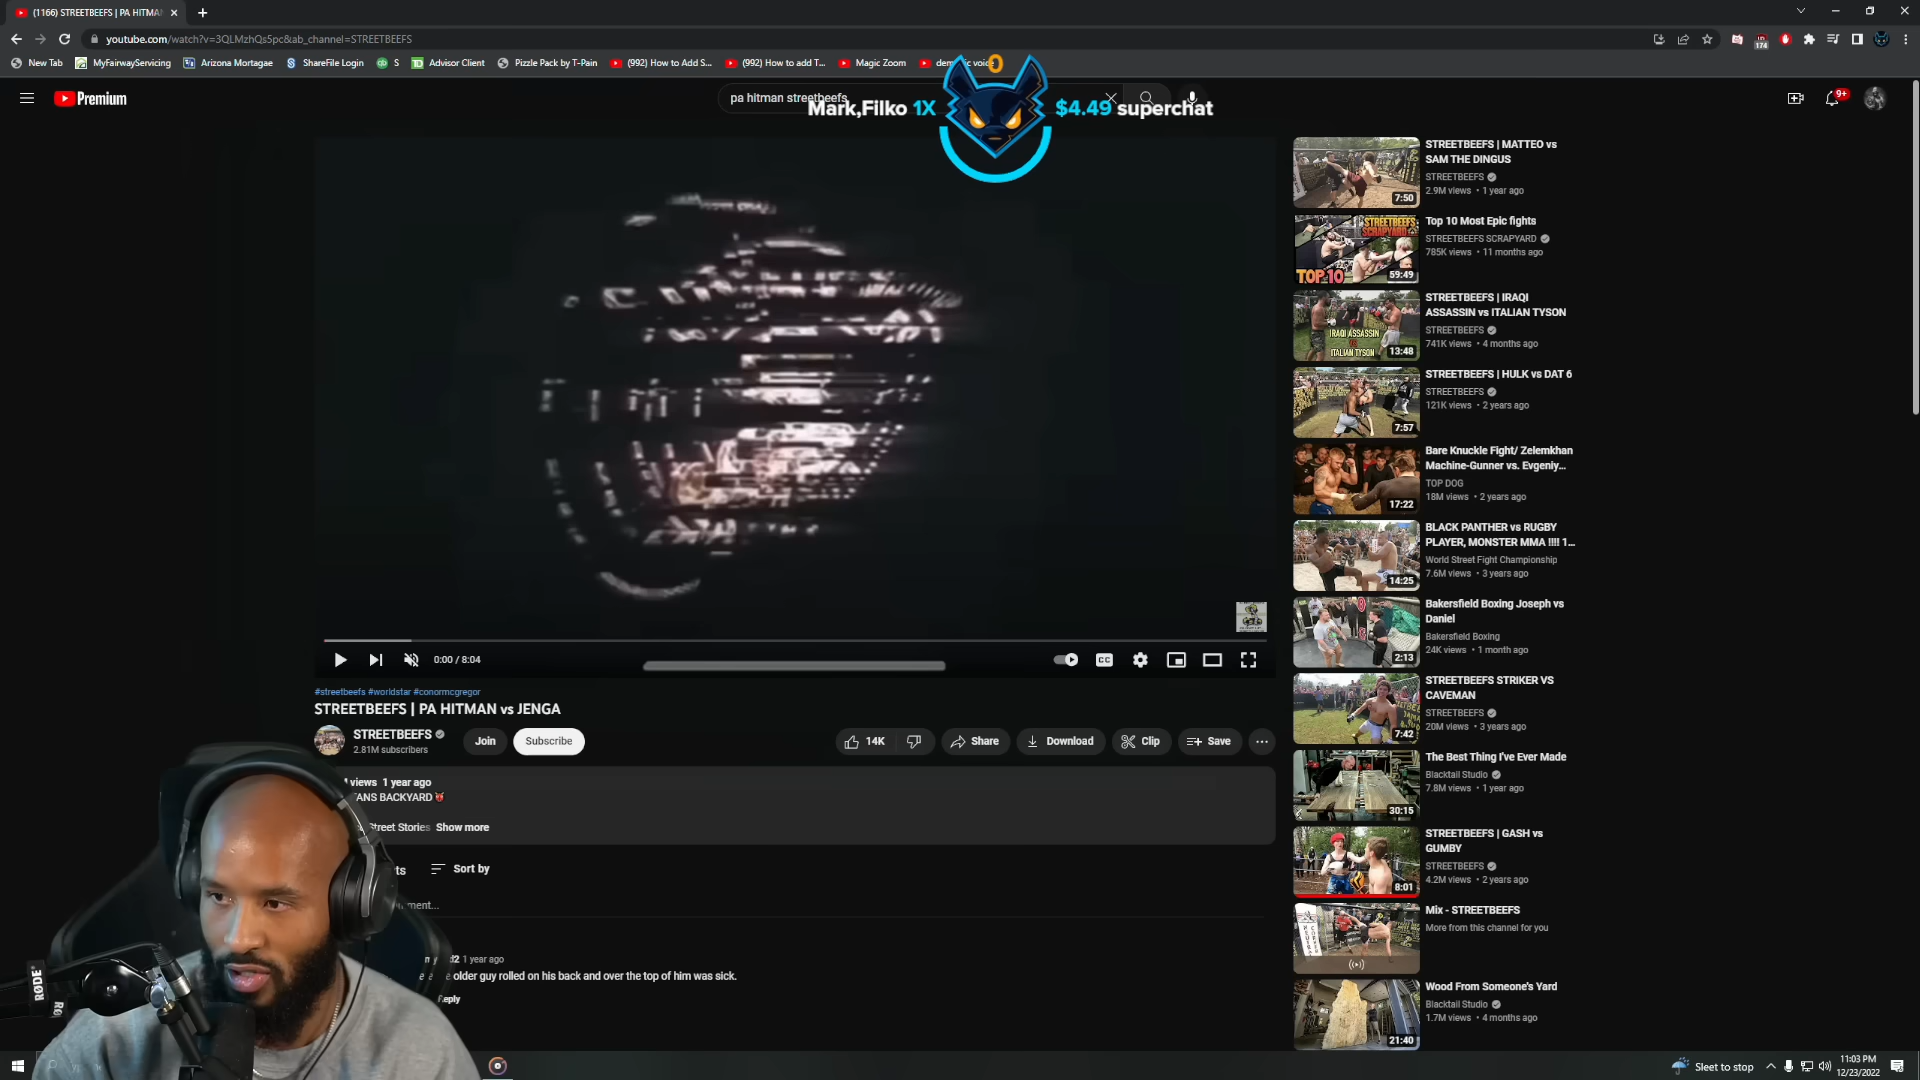 (1166) STREETBEEFS | PA HITMA
youtube.com/watch?v=3QLMzhQs5pc&ab_channel=STREETBEEFS
174
New Tab
MyFairwayServicing
Arizona Mortagae
ShareFile Login
S
Advisor Client
Pizzle Pack by T-Pain
(992) How to Add S...
(992) How to add T...
Magic Zoom
voice
0
Premium
pa hitman streetbeefs
Mark,Filko 1X
$4.49 superchat
9+
STREETBEEFS | MATTEO vs
SAM THE DINGUS
STREETBEEFS
2.9M views • 1 year ago
7:50
Top 10 Most Epic fights
STREETBEEFS SCRAPYARD
785K views • 11 months ago
STREETBEEFS
SCRAPYARD
TOP 10
59:49
STREETBEEFS | IRAQI
ASSASSIN vs ITALIAN TYSON
STREETBEEFS
741K views • 4 months ago
IRAQI ASSASSIN
VS
ITALIAN TYSON
13:48
STREETBEEFS | HULK vs DAT 6
STREETBEEFS
121K views • 2 years ago
7:57
Bare Knuckle Fight/ Zelemkhan
Machine-Gunner vs. Evgeniy...
TOP DOG
18M views • 2 years ago
17:22
BLACK PANTHER vs RUGBY
PLAYER, MONSTER MMA !!!! 1...
World Street Fight Championship
7.6M views • 3 years ago
14:25
Bakersfield Boxing Joseph vs
Daniel
Bakersfield Boxing
24K views • 1 month ago
2:13
STREETBEEFS STRIKER VS
CAVEMAN
STREETBEEFS
20M views • 3 years ago
7:42
The Best Thing I've Ever Made
Blacktail Studio
7.8M views • 1 year ago
30:15
STREETBEEFS | GASH vs
GUMBY
STREETBEEFS
4.2M views • 2 years ago
8:01
Mix - STREETBEEFS
More from this channel for you
Wood From Someone's Yard
Blacktail Studio
1.7M views • 4 months ago
21:40
0:00 / 8:04
CC
#streetbeefs #worldstar #conormcgregor
STREETBEEFS | PA HITMAN vs JENGA
STREETBEEFS
2.81M subscribers
Join
Subscribe
14K
Share
Download
Clip
Save
views 1 year ago
BACKYARD
Street Stories Show more
Sort by
1 year ago
older guy rolled on his back and over the top of him was sick.
RØDE
Sleet to stop
11:03 PM
12/23/2022